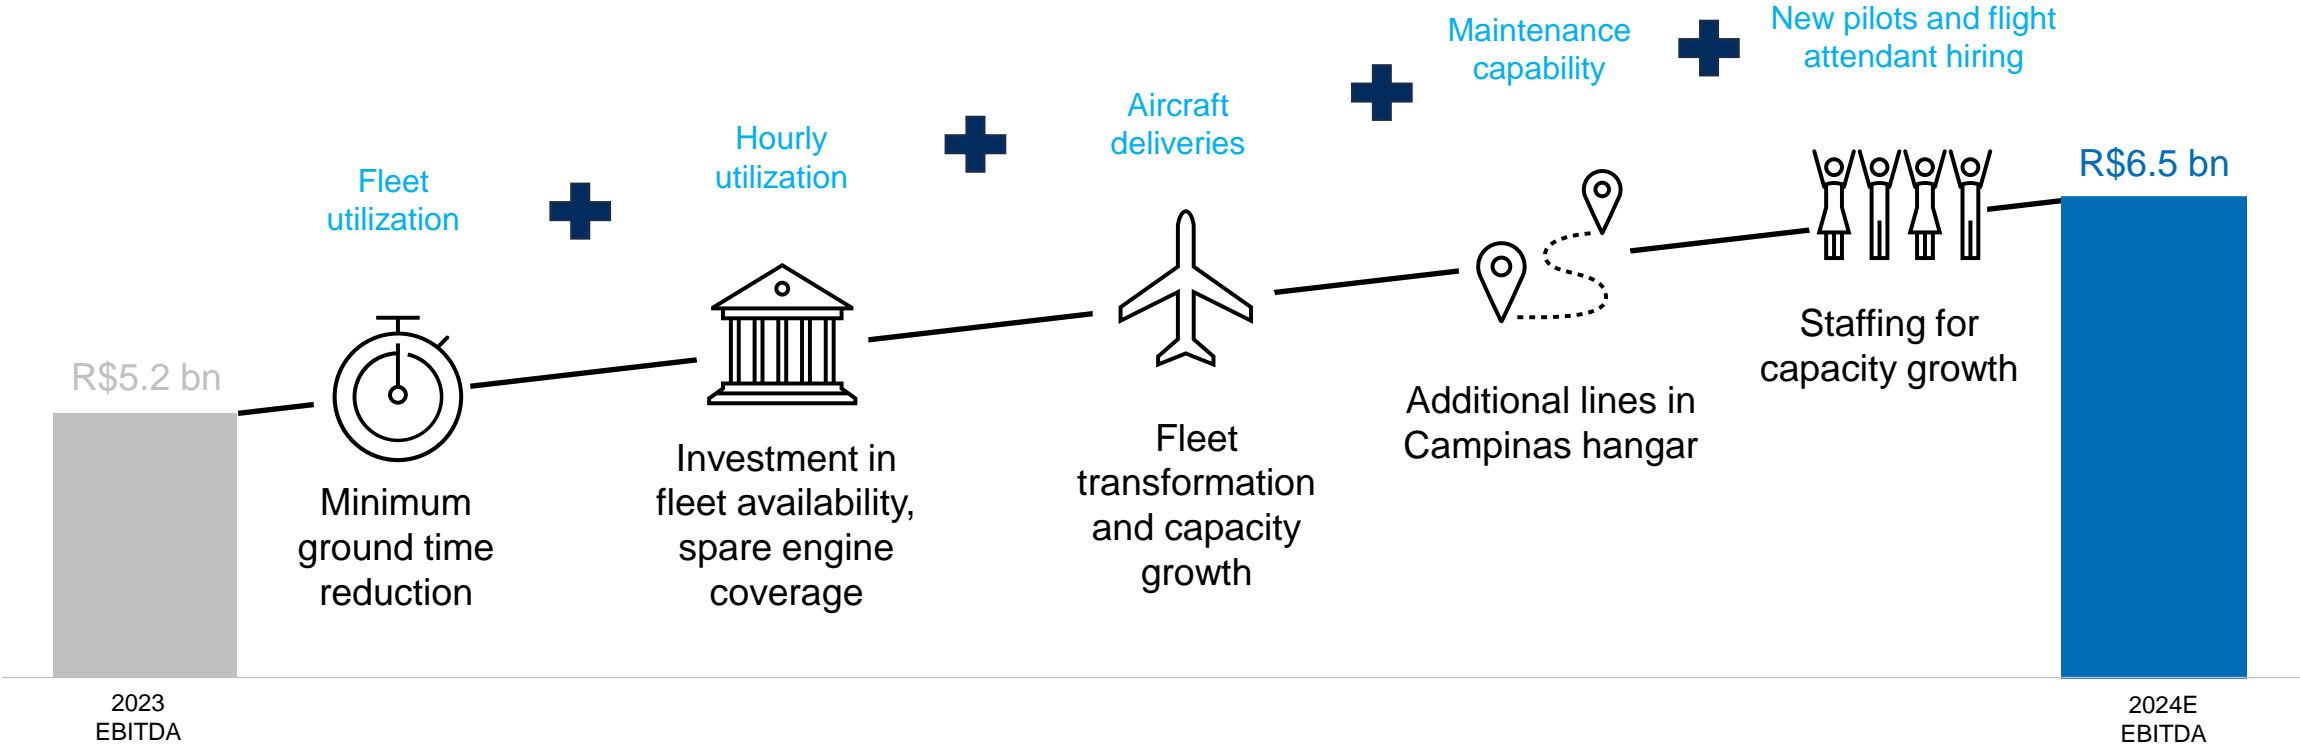 R$5.2 bn
2023
EBITDA
Fleet
utilization
Minimum
ground time
reduction
Hourly
utilization
Investment in
fleet availability,
spare engine
coverage
Aircraft
deliveries
Fleet
transformation
and capacity
growth
Maintenance
capability
Additional lines in
Campinas hangar
New pilots and flight
attendant hiring
Staffing for
capacity growth
R$6.5 bn
2024E
EBITDA